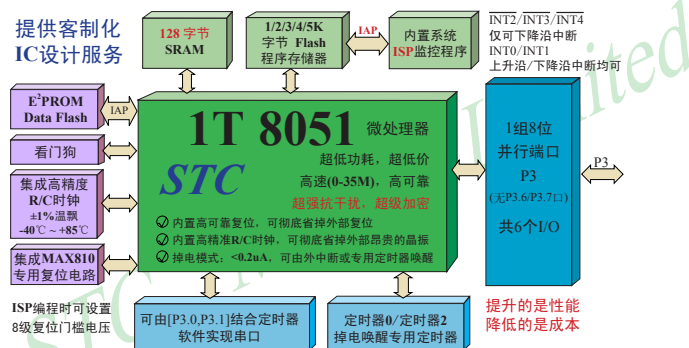 提供客制化
IC设计服务
128 字节
SRAM
1/2/3/4/5K
字节 Flash
程序存储器
IAP
内置系统
ISP监控程序
INT2/INT3/INT4
仅可下降沿中断
INT0/INT1
上升沿/下降沿中断均可
E²PROM
Data Flash
IAP
看门狗
集成高精度
R/C时钟
±1%温飘
-40℃ ~ +85℃
集成MAX810
专用复位电路
ISP编程时可设置
8级复位门槛电压
1T 8051 微处理器
STC
超低功耗，超低价
高速(0-35M)，高可靠
超强抗干扰，超级加密
内置高可靠复位，可彻底省掉外部复位
内置高精准R/C时钟，可彻底省掉外部昂贵的晶振
掉电模式：<0.2uA，可由外中断或专用定时器唤醒
1组8位
并行端口
P3
(无P3.6/P3.7口)
共6个I/O
P3
可由[P3.0,P3.1]结合定时器
软件实现串口
定时器0/定时器2
掉电唤醒专用定时器
提升的是性能
降低的是成本
STC
Limited